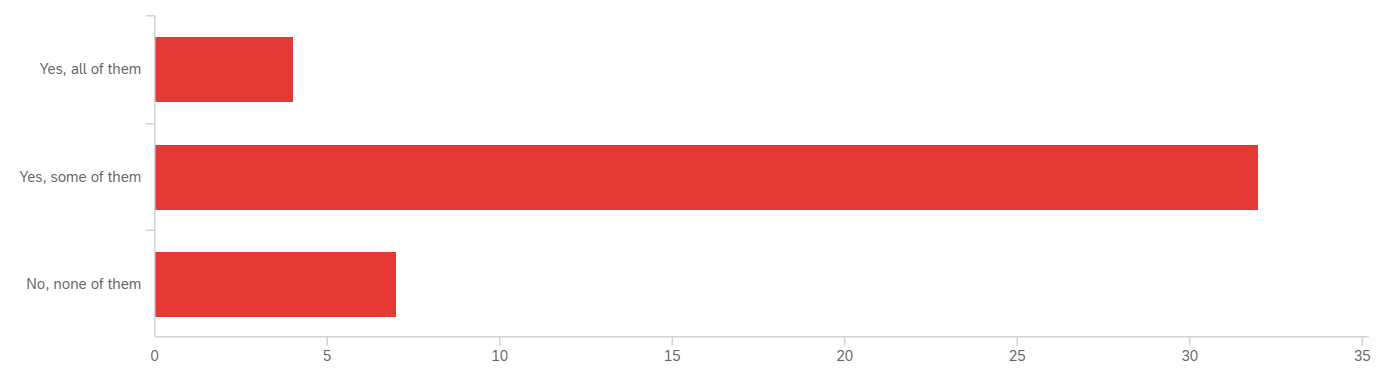 Yes, all of them
Yes, some of them
No, none of them
0 5 10 15 20 25 30 35